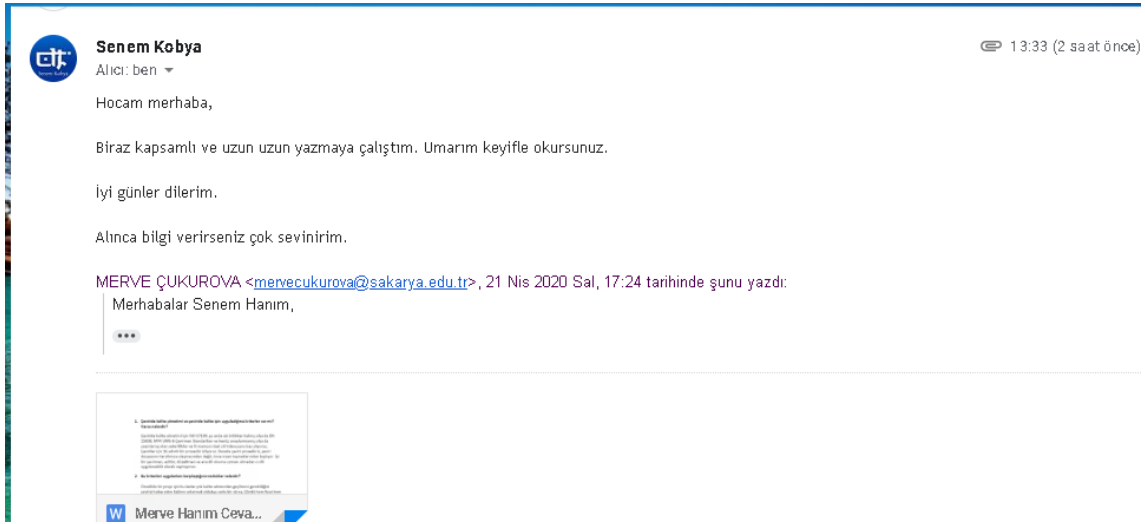 Senem Kobya
13:33 (2 saat önce)
Alıcı: ben
Hocam merhaba,
Biraz kapsamlı ve uzun uzun yazmaya çalıştım. Umarım keyifle okursunuz.
İyi günler dilerim.
Alınca bilgi verirseniz çok sevinirim.
MERVE ÇUKUROVA <mervecukurova@sakarya.edu.tr>, 21 Nis 2020 Sal, 17:24 tarihinde şunu yazdı:
Merhabalar Senem Hanım,
W Merve Hanım Ceva...